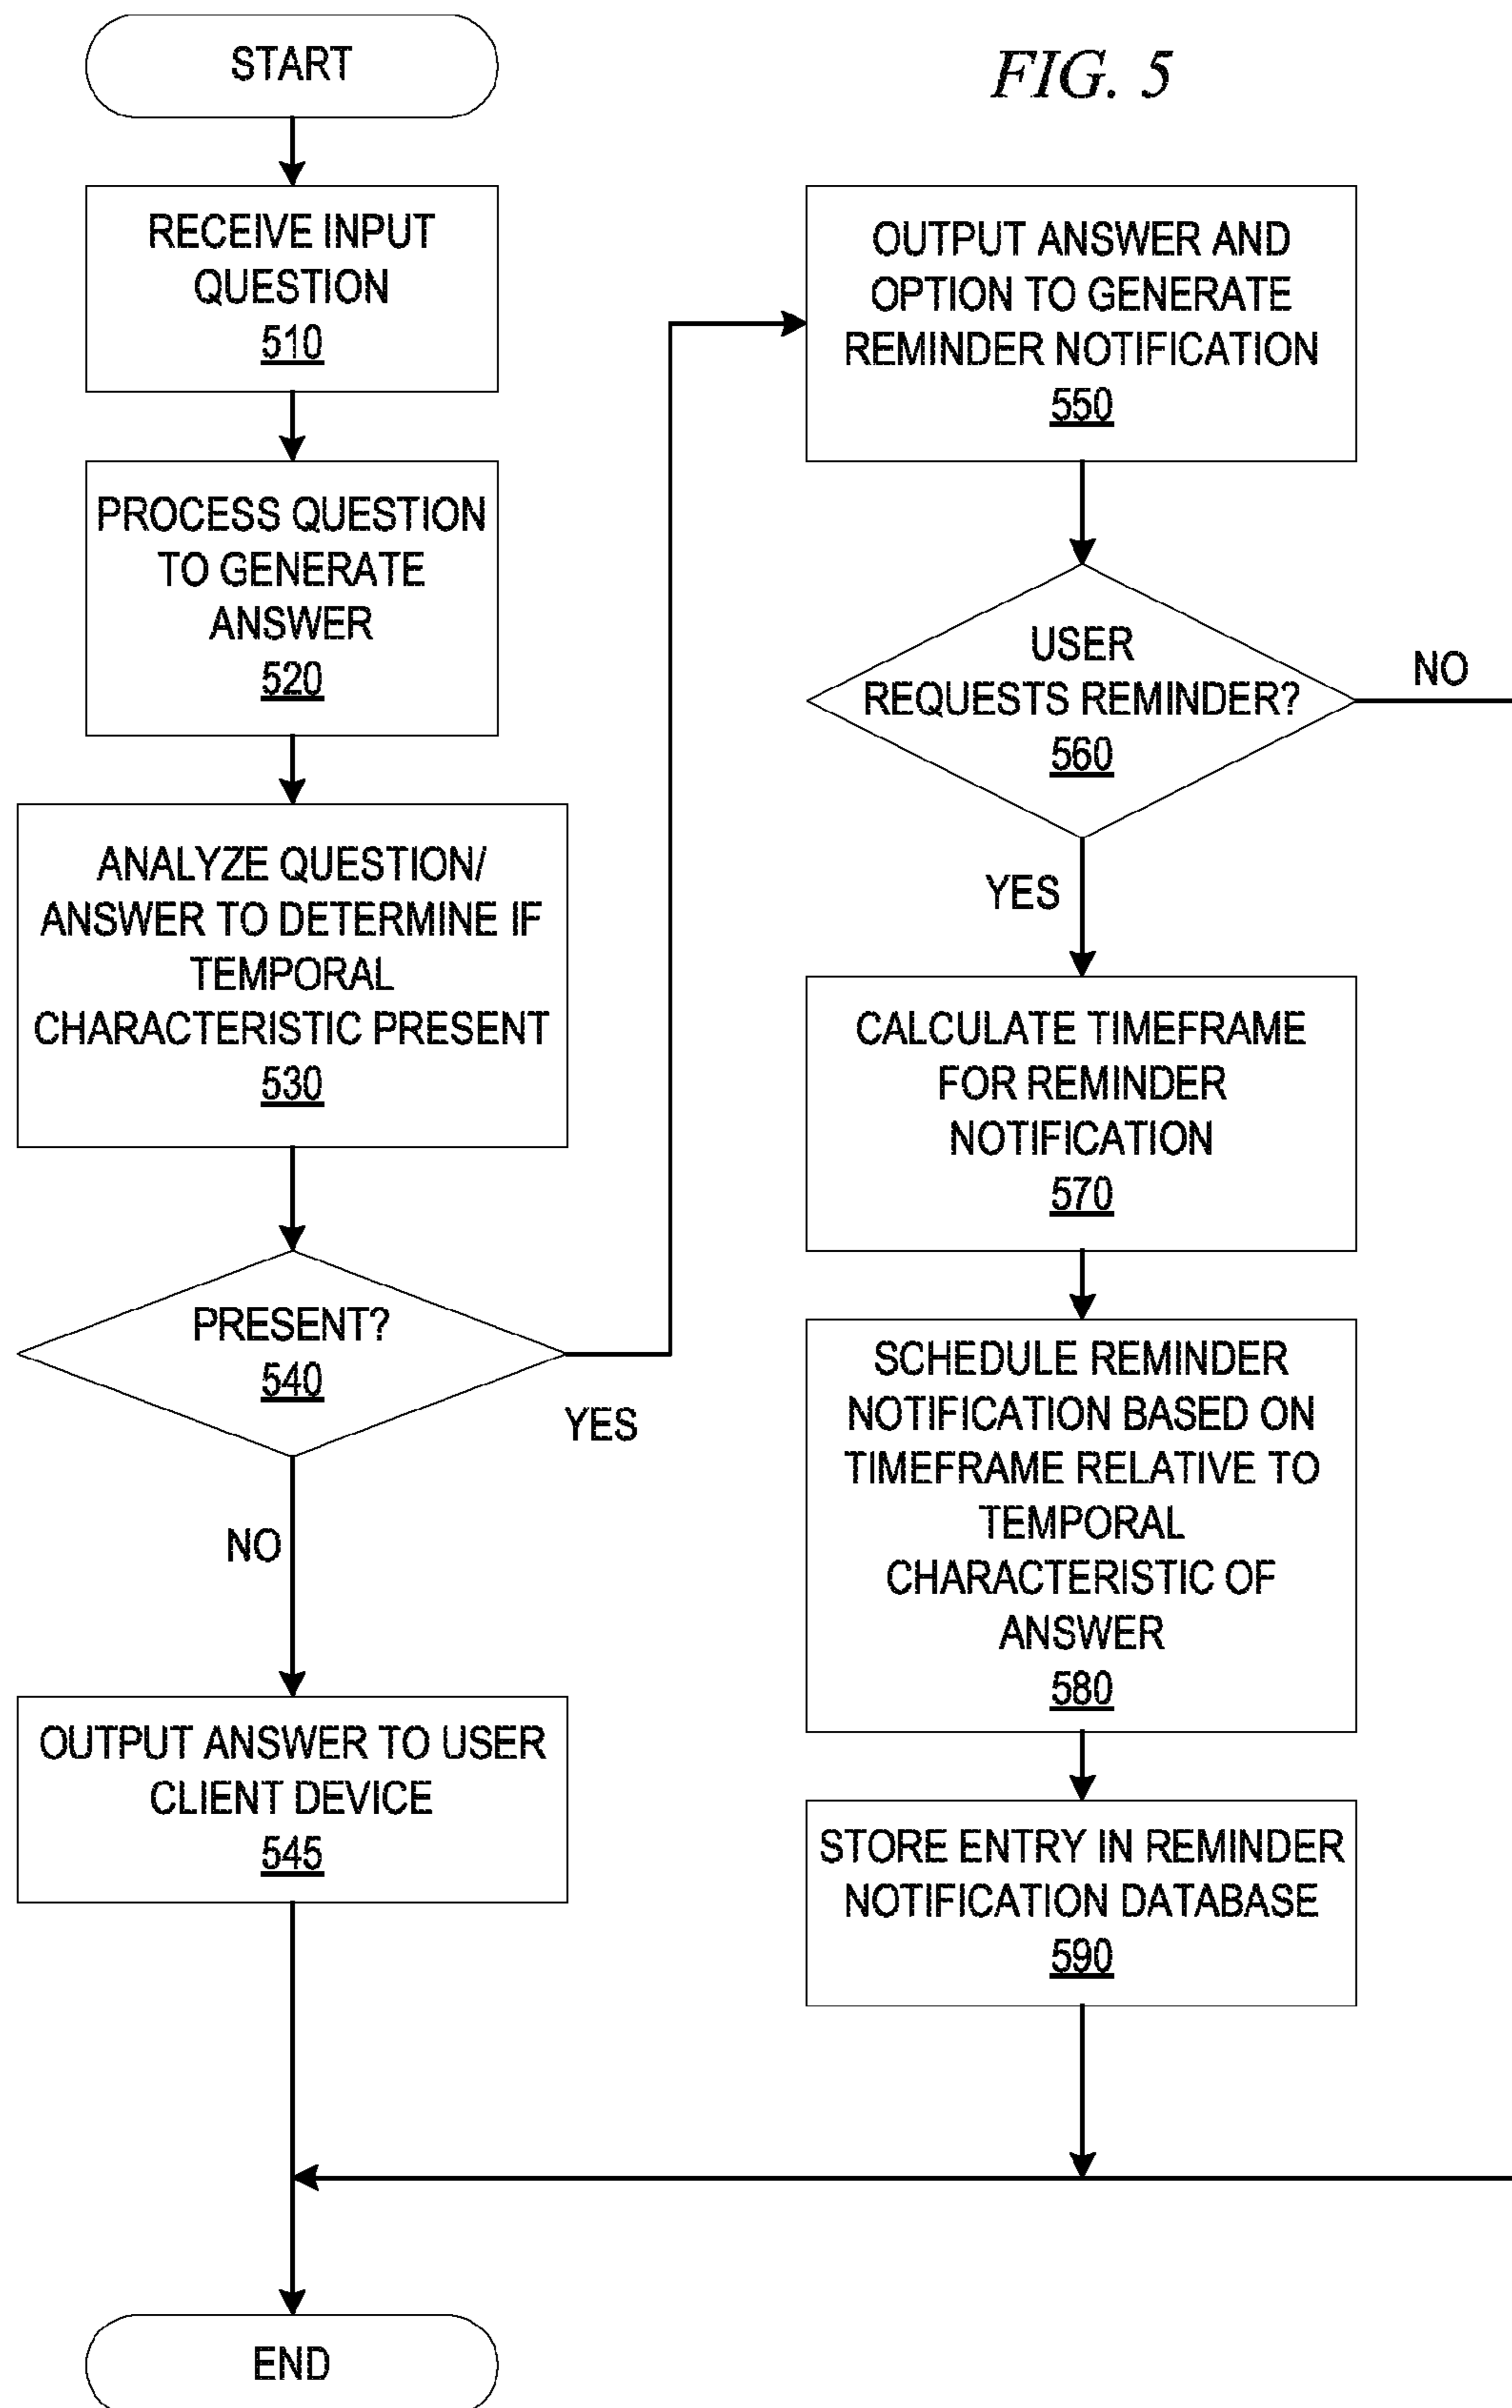 FIG. 5
START
RECEIVE INPUT
QUESTION
510
PROCESS QUESTION
TO GENERATE
ANSWER
520
ANALYZE QUESTION/
ANSWER TO DETERMINE IF
TEMPORAL
CHARACTERISTIC PRESENT
530
PRESENT?
540
YES
NO
OUTPUT ANSWER TO USER
CLIENT DEVICE
545
OUTPUT ANSWER AND
OPTION TO GENERATE
REMINDER NOTIFICATION
550
USER
REQUESTS REMINDER?
560
NO
YES
CALCULATE TIMEFRAME
FOR REMINDER
NOTIFICATION
570
SCHEDULE REMINDER
NOTIFICATION BASED ON
TIMEFRAME RELATIVE TO
TEMPORAL
CHARACTERISTIC OF
ANSWER
580
STORE ENTRY IN REMINDER
NOTIFICATION DATABASE
590
END